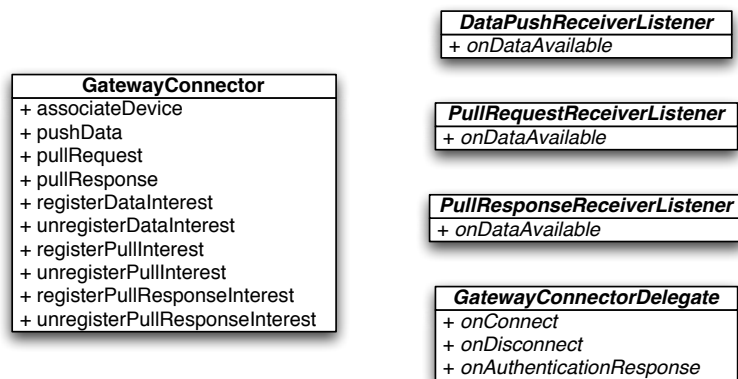 GatewayConnector
+ associateDevice
+ pushData
+ pullRequest
+ pullResponse
+ registerDataInterest
+ unregisterDataInterest
+ registerPullInterest
+ unregisterPullInterest
+ registerPullResponseInterest
+ unregisterPullResponseInterest
DataPushReceiverListener
+ onDataAvailable
PullRequestReceiverListener
+ onDataAvailable
PullResponseReceiverListener
+ onDataAvailable
GatewayConnectorDelegate
+ onConnect
+ onDisconnect
+ onAuthenticationResponse